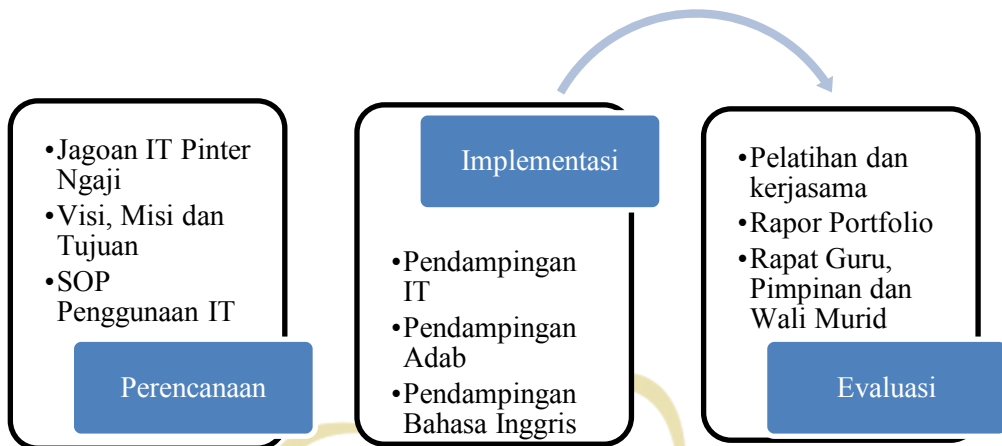 •Jagoan IT Pinter
Ngaji
•Visi, Misi dan
Tujuan
•SOP
Penggunaan IT
Perencanaan
Implementasi
•Pendampingan
IT
•Pendampingan
Adab
•Pendampingan
Bahasa Inggris
•Pelatihan dan
kerjasama
•Rapor Portfolio
•Rapat Guru,
Pimpinan dan
Wali Murid
Evaluasi